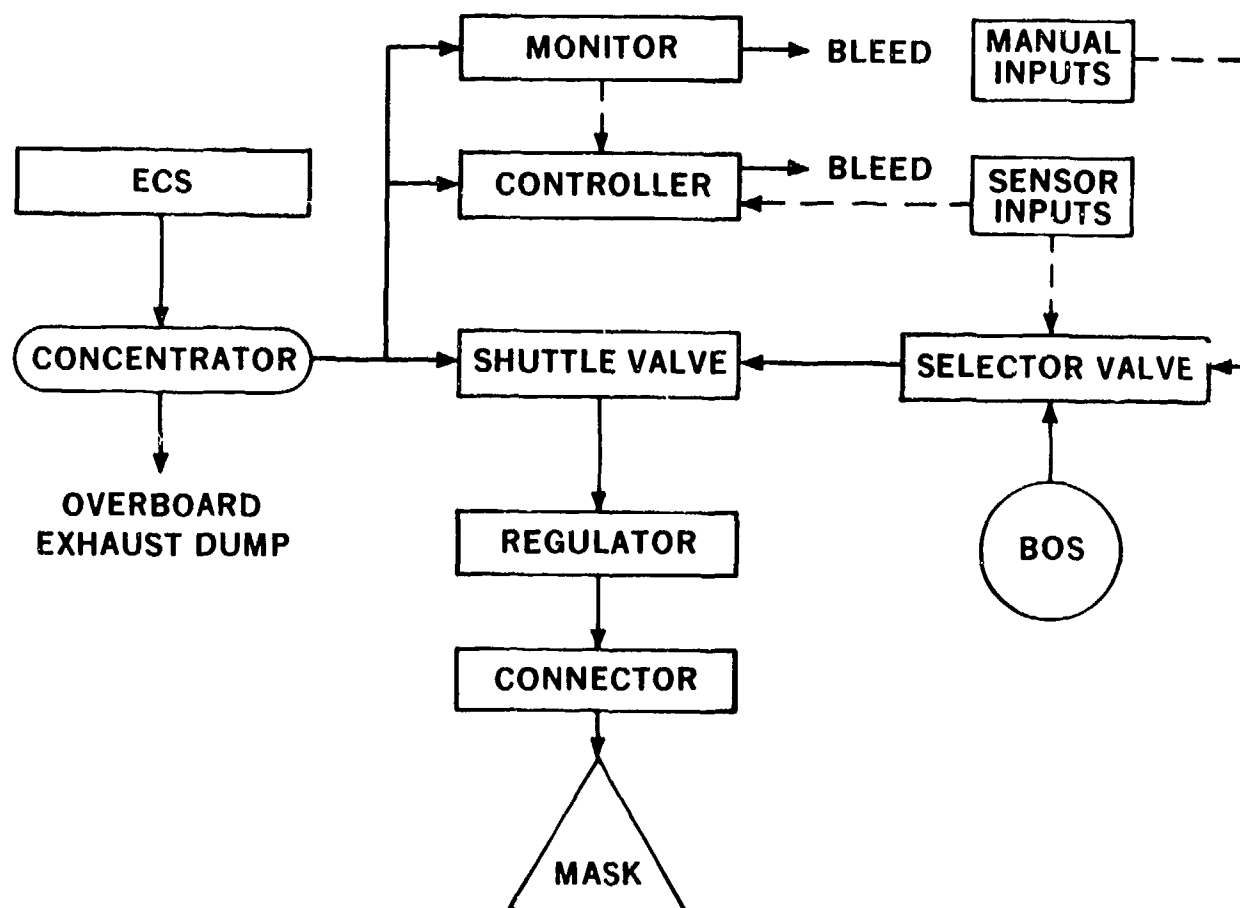 MONITOR
BLEED
MANUAL
INPUTS
ECS
CONTROLLER
BLEED
SENSOR
INPUTS
CONCENTRATOR
SHUTTLE VALVE
SELECTOR VALVE
OVERBOARD
EXHAUST DUMP
REGULATOR
BOS
CONNECTOR
MASK